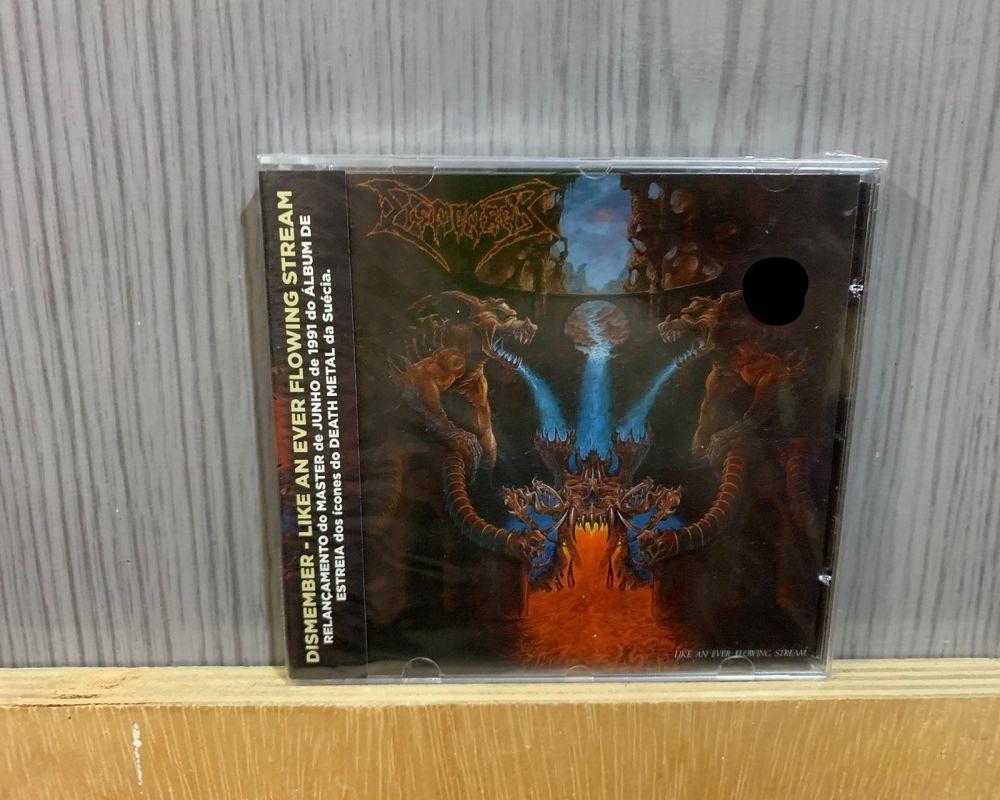 DISMEMBER - LIKE AN EVER FLOWING STREAM
RELANÇAMENTO do MASTER de JUNHO de 1991 do ÁLBUM DE
ESTREIA dos ícones do DEATH METAL da Suécia.
DISMEMBER
LIKE AN EVER FLOWING STREAM